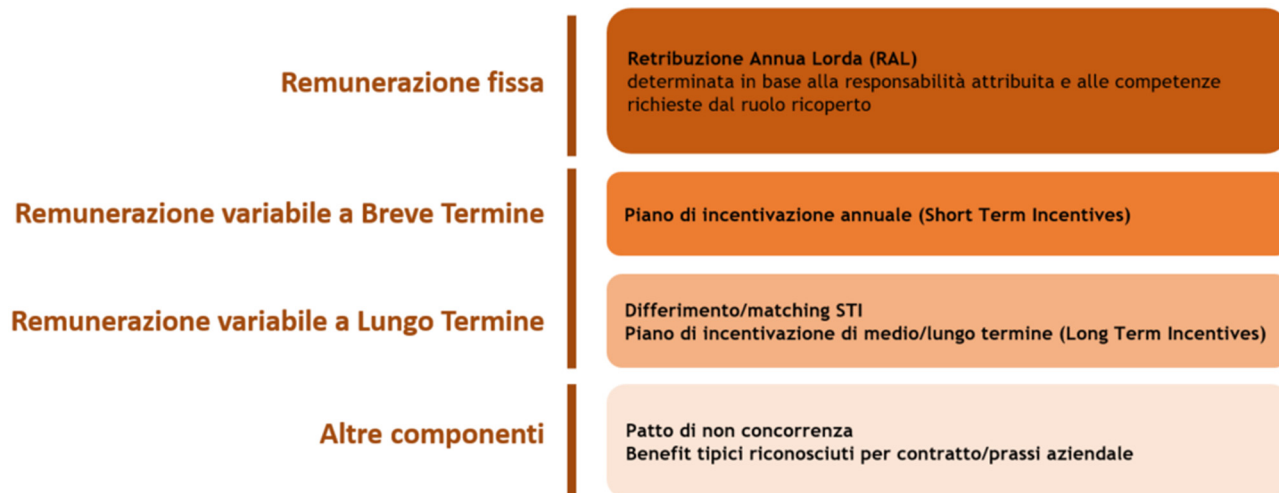 Remunerazione fissa
Retribuzione Annua Lorda (RAL)
determinata in base alla responsabilità attribuita e alle competenze
richieste dal ruolo ricoperto
Remunerazione variabile a Breve Termine
Piano di incentivazione annuale (Short Term Incentives)
Remunerazione variabile a Lungo Termine
Differimento/matching STI
Piano di incentivazione di medio/lungo termine (Long Term Incentives)
Altre componenti
Patto di non concorrenza
Benefit tipici riconosciuti per contratto/prassi aziendale